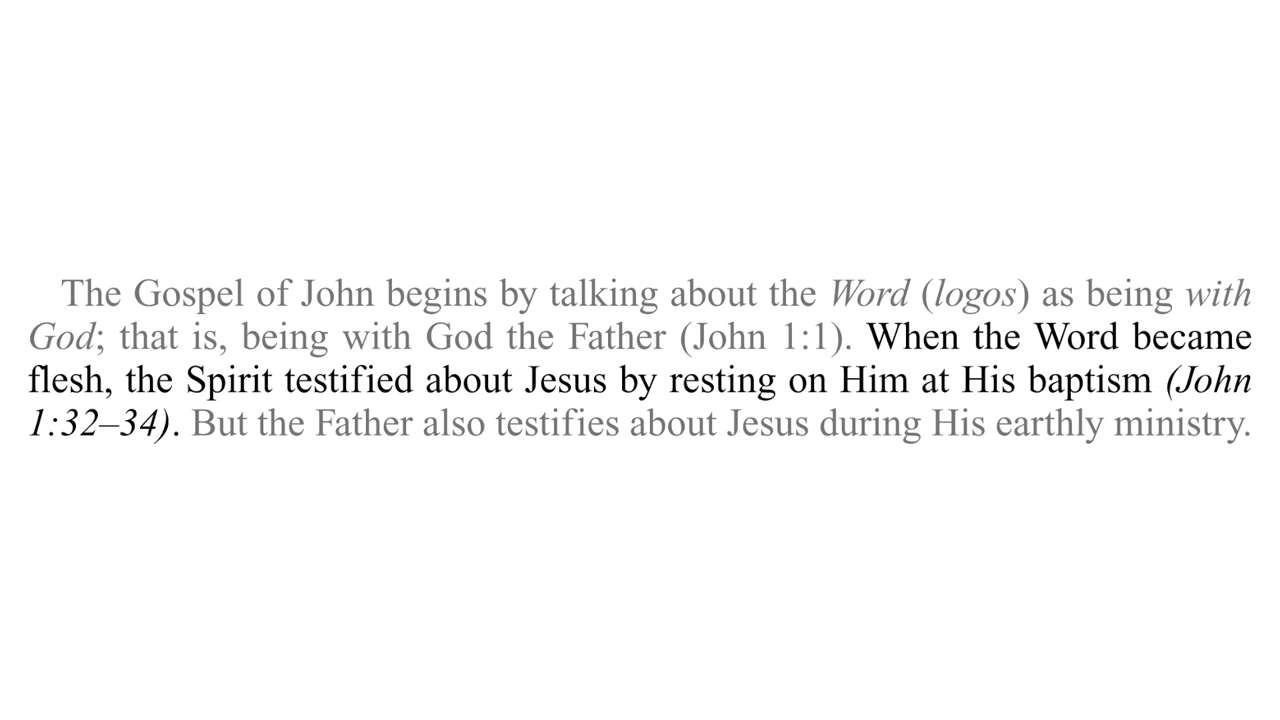 The Gospel of John begins by talking about the Word (logos) as being with
God; that is, being with God the Father (John 1:1). When the Word became
flesh, the Spirit testified about Jesus by resting on Him at His baptism (John
1:32–34). But the Father also testifies about Jesus during His earthly ministry.